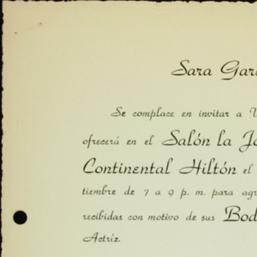 Sara Gar
Se complace en invitar a
ofrecerá en el Salón la
Continental Hiltón el
tiembre de 7 a 9 p. m. para
recibidas con motivo de sus Bod
Actriz.